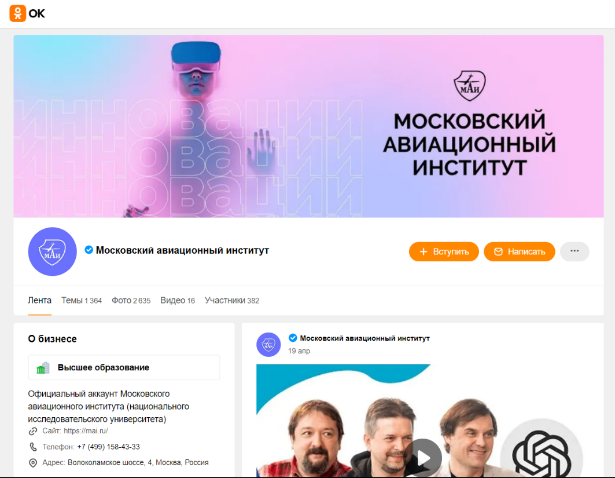 OK
МАИ
МОСКОВСКИЙ
АВИАЦИОННЫЙ
ИНСТИТУТ
инновации
инновации
инновации
МАИ
Московский авиационный институт
+ Вступить
Написать
...
Лента
Темы 1 364
Фото 2 635
Видео 16
Участники 382
О бизнесе
Высшее образование
Официальный аккаунт Московского
авиационного института (национального
исследовательского университета)
Сайт: https://mai.ru/
Телефон: +7 (499) 158-43-33
Адрес: Волоколамское шоссе, 4, Москва, Россия
Московский авиационный институт
19 апр